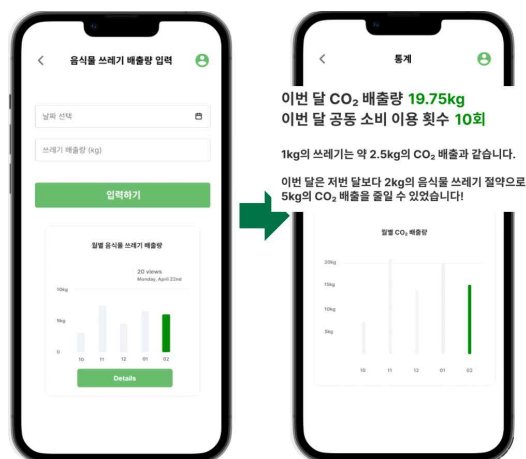 음식물 쓰레기 배출량 입력
날짜 선택
쓰레기 배출량 (kg)
입력하기
월별 음식물 쓰레기 배출량
20 views
Monday, April 22nd
10kg
5kg
0
10 11 12 01 02
Details
통계
이번 달 CO₂ 배출량 19.75kg
이번 달 공동 소비 이용 횟수 10회
1kg의 쓰레기는 약 2.5kg의 CO₂ 배출과 같습니다.
이번 달은 저번 달보다 2kg의 음식물 쓰레기 절약으로
5kg의 CO₂ 배출을 줄일 수 있었습니다!
월별 CO₂ 배출량
20kg
15kg
10kg
5kg
10 11 12 01 02